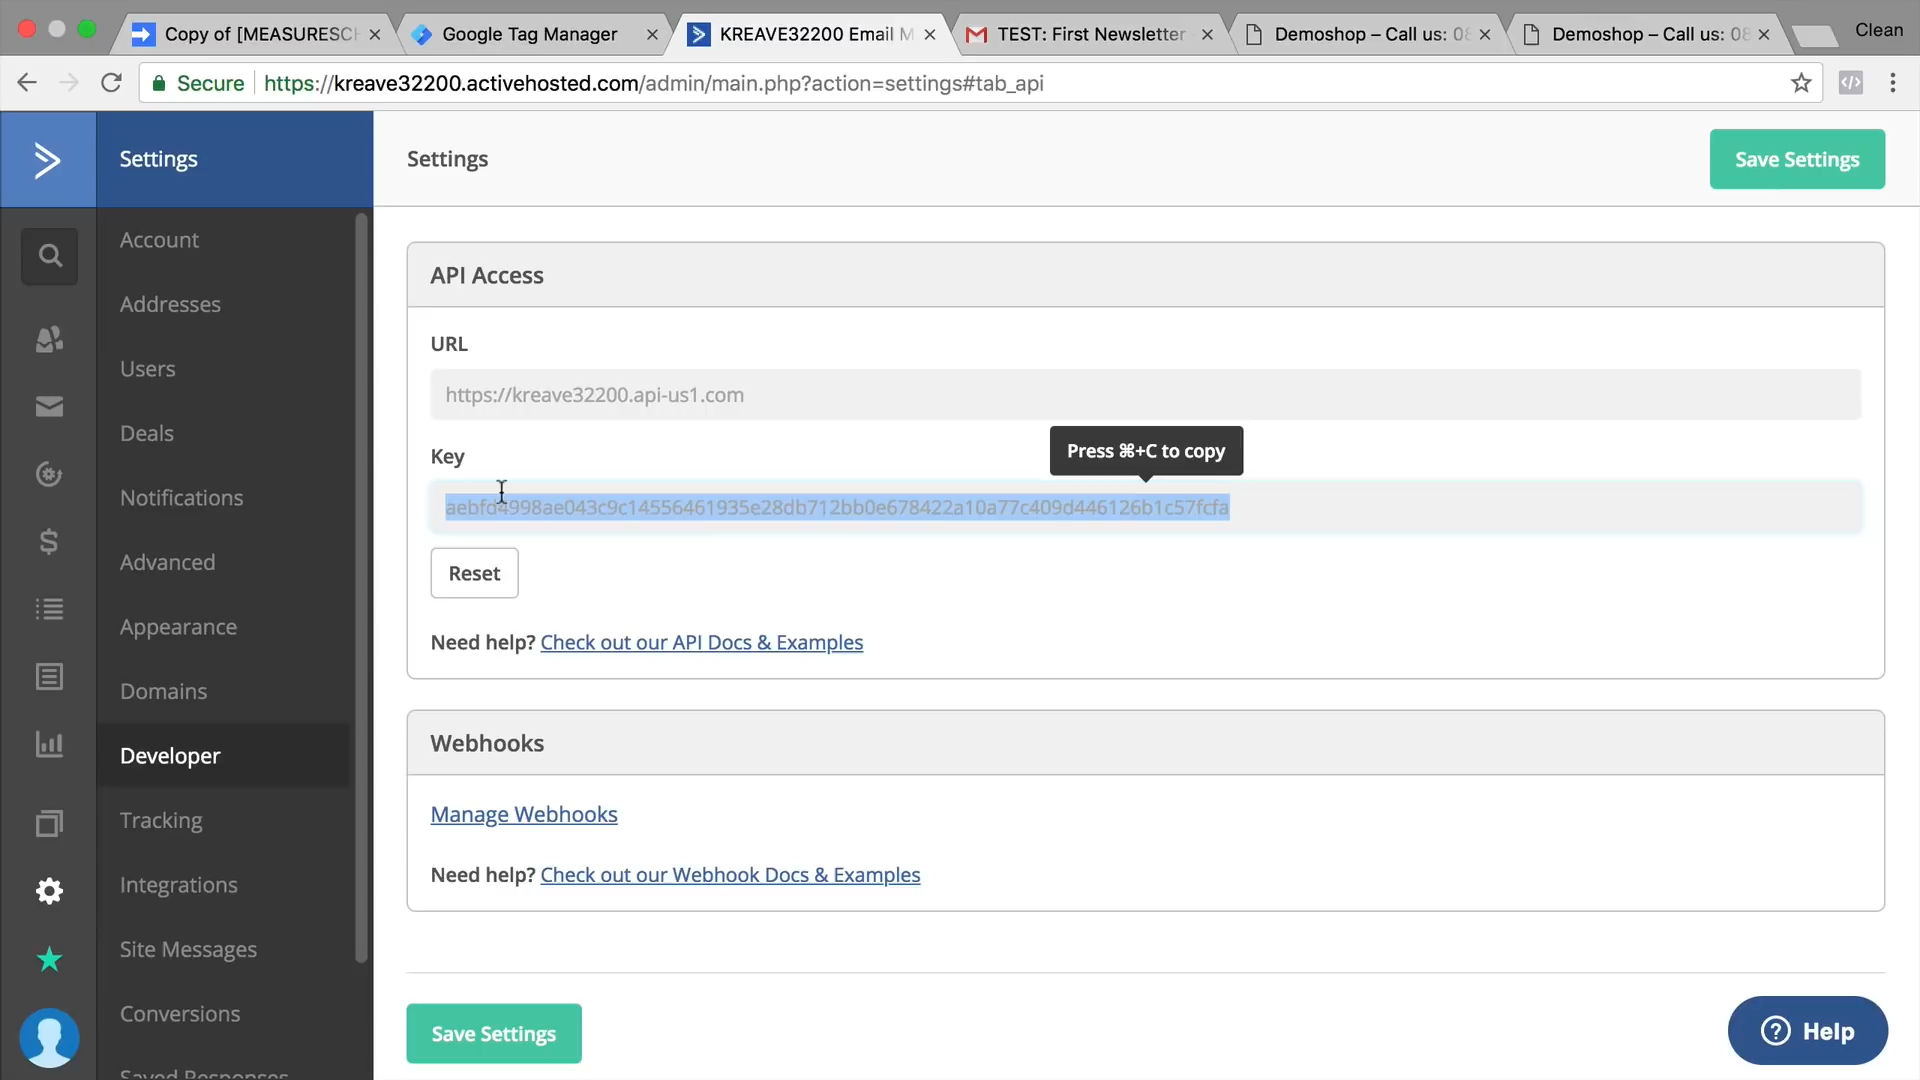 Copy of [MEASURESCH
Google Tag Manager
KREAVE32200 Email M
TEST: First Newsletter
Demoshop – Call us: 08
Demoshop – Call us: 08
Clean
Secure
https://kreave32200.activehosted.com/admin/main.php?action=settings#tab_api
Settings
Account
Addresses
Users
Deals
Notifications
Advanced
Appearance
Domains
Developer
Tracking
Integrations
Site Messages
Conversions
Saved Responses
Settings
Save Settings
API Access
URL
https://kreave32200.api-us1.com
Key
Press ⌘+C to copy
aebfd4998ae043c9c14556461935e28db712bb0e678422a10a77c409d446126b1c57fcfa
Reset
Need help? Check out our API Docs & Examples
Webhooks
Manage Webhooks
Need help? Check out our Webhook Docs & Examples
Save Settings
Help